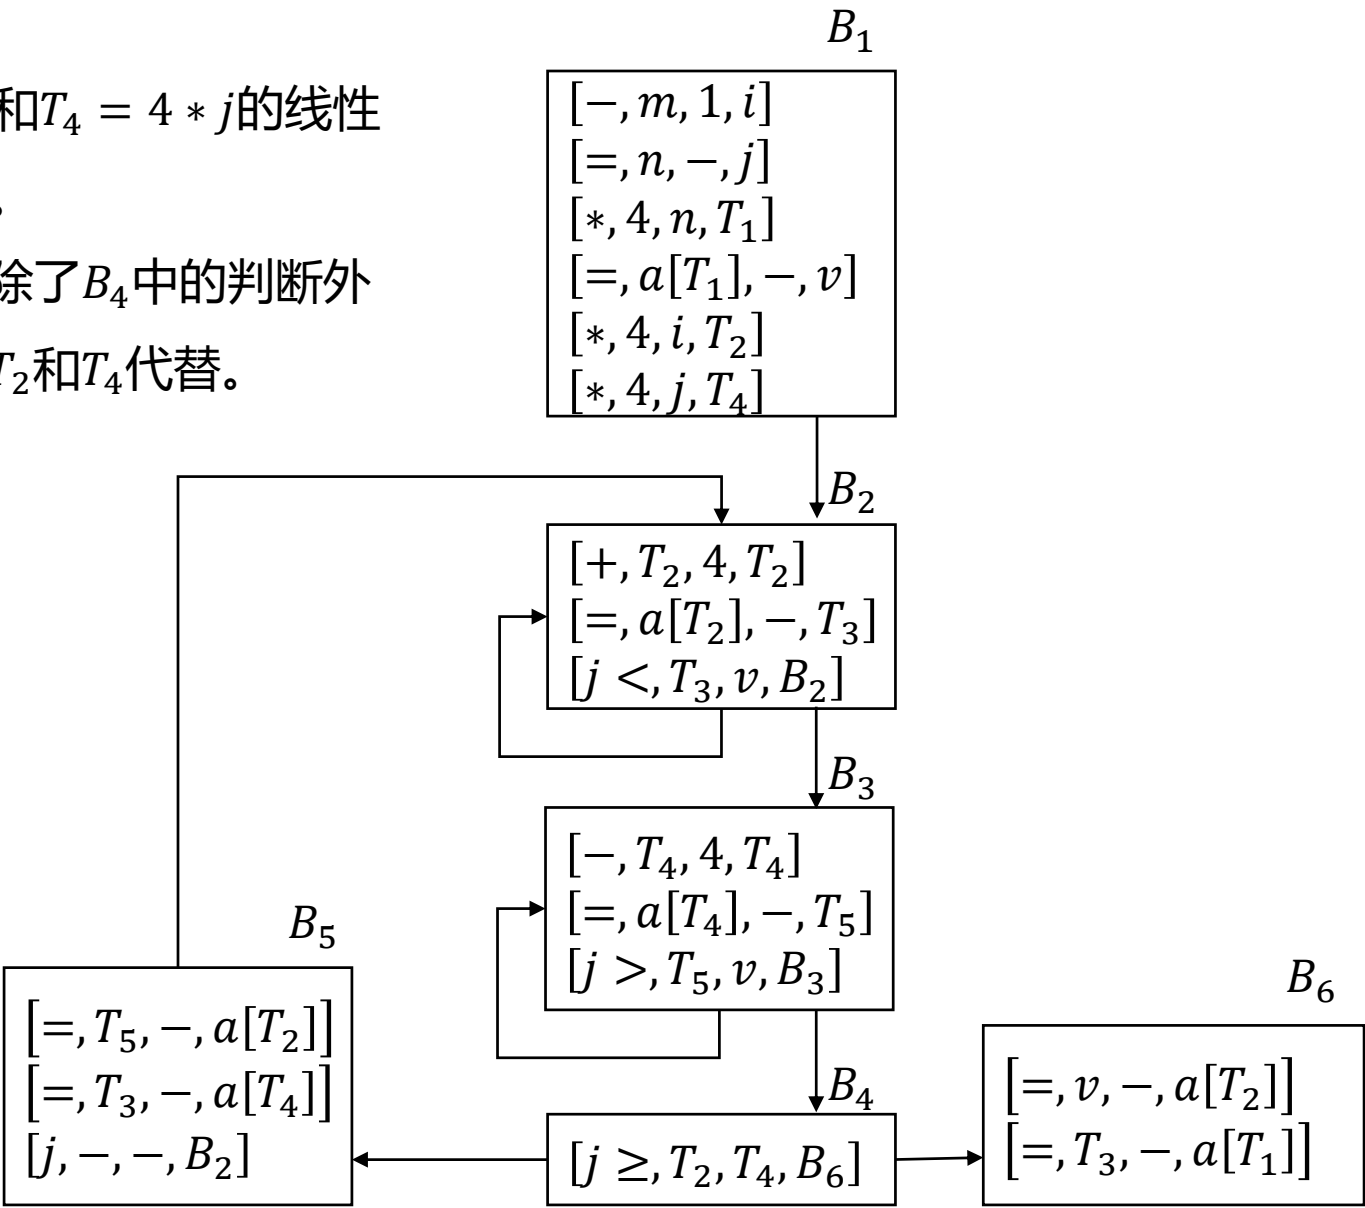 和T₄ = 4 * j的线性
。
除了B₄中的判断外
T₂和T₄代替。
B₁
[−, m, 1, i]
[=, n, −, j]
[*, 4, n, T₁]
[=, a[T₁], −, v]
[*, 4, i, T₂]
[*, 4, j, T₄]
B₂
[+, T₂, 4, T₂]
[=, a[T₂], −, T₃]
[j <, T₃, v, B₂]
B₃
[−, T₄, 4, T₄]
[=, a[T₄], −, T₅]
[j >, T₅, v, B₃]
B₄
[j ≥, T₂, T₄, B₆]
B₅
[=, T₅, −, a[T₂]]
[=, T₃, −, a[T₄]]
[j, −, −, B₂]
B₆
[=, v, −, a[T₂]]
[=, T₃, −, a[T₁]]